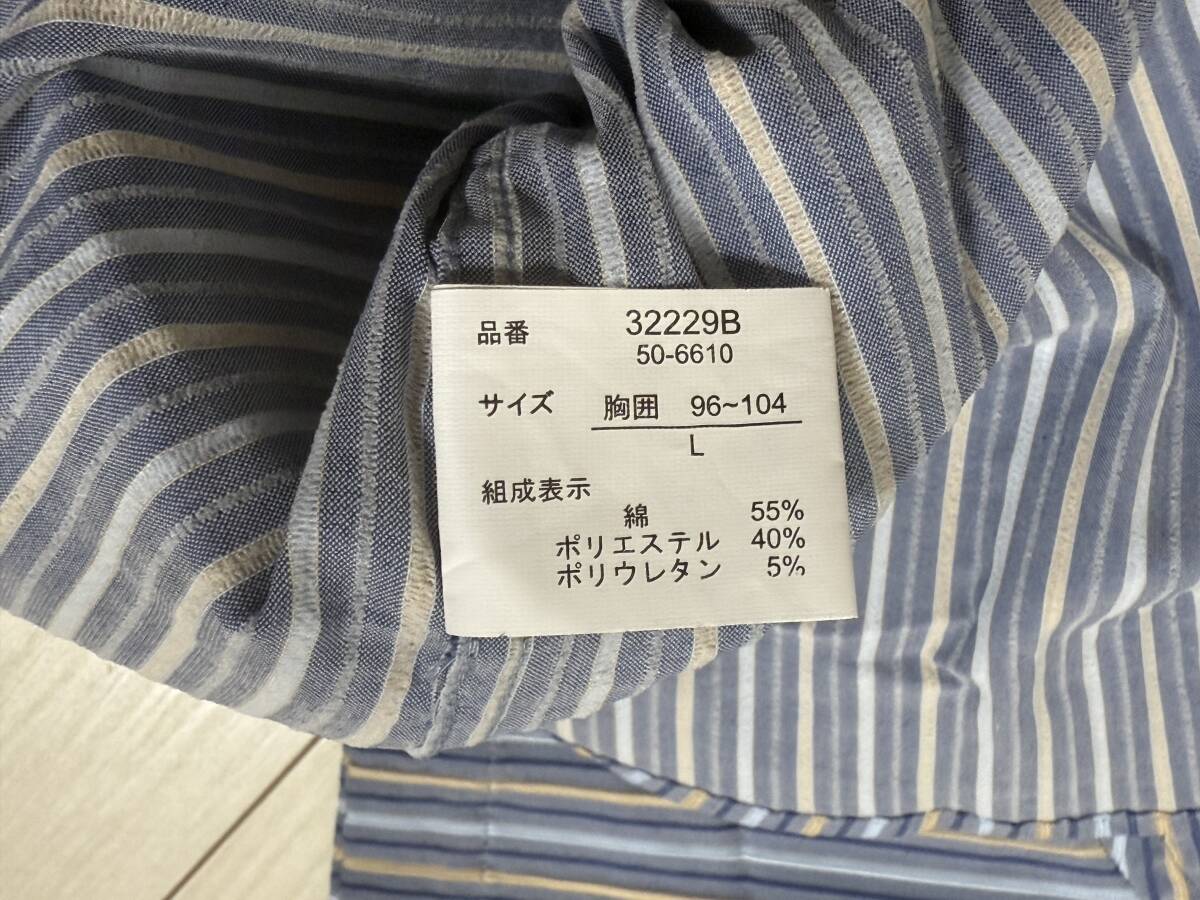 品番 32229B
50-6610
サイズ 胸囲 96~104
L
組成表示
綿 55%
ポリエステル 40%
ポリウレタン 5%